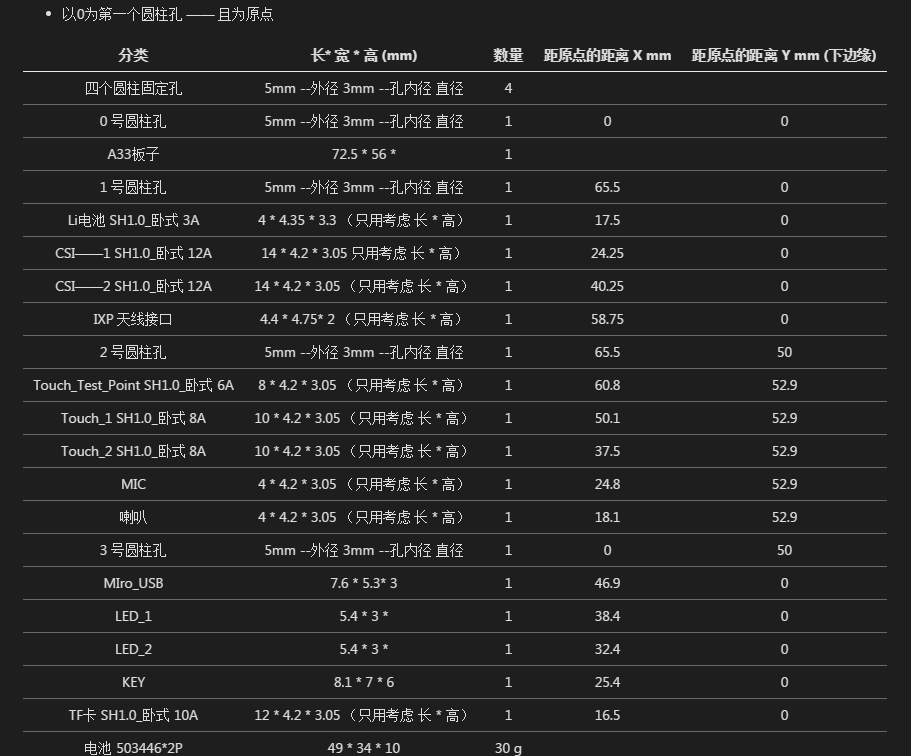 • 以0为第一个圆柱孔 —— 且为原点
分类 长* 宽 * 高 (mm) 数量 距原点的距离 X mm 距原点的距离 Y mm (下边缘)
四个圆柱固定孔 5mm --外径 3mm --孔内径 直径 4
0 号圆柱孔 5mm --外径 3mm --孔内径 直径 1 0 0
A33板子 72.5 * 56 * 1
1 号圆柱孔 5mm --外径 3mm --孔内径 直径 1 65.5 0
Li电池 SH1.0_卧式 3A 4 * 4.35 * 3.3 （只用考虑 长 * 高） 1 17.5 0
CSI——1 SH1.0_卧式 12A 14 * 4.2 * 3.05 只用考虑 长 * 高） 1 24.25 0
CSI——2 SH1.0_卧式 12A 14 * 4.2 * 3.05 （只用考虑 长 * 高） 1 40.25 0
IXP 天线接口 4.4 * 4.75* 2 （只用考虑 长 * 高） 1 58.75 0
2 号圆柱孔 5mm --外径 3mm --孔内径 直径 1 65.5 50
Touch_Test_Point SH1.0_卧式 6A 8 * 4.2 * 3.05 （只用考虑 长 * 高） 1 60.8 52.9
Touch_1 SH1.0_卧式 8A 10 * 4.2 * 3.05 （只用考虑 长 * 高） 1 50.1 52.9
Touch_2 SH1.0_卧式 8A 10 * 4.2 * 3.05 （只用考虑 长 * 高） 1 37.5 52.9
MIC 4 * 4.2 * 3.05 （只用考虑 长 * 高） 1 24.8 52.9
喇叭 4 * 4.2 * 3.05 （只用考虑 长 * 高） 1 18.1 52.9
3 号圆柱孔 5mm --外径 3mm --孔内径 直径 1 0 50
MIro_USB 7.6 * 5.3* 3 1 46.9 0
LED_1 5.4 * 3 * 1 38.4 0
LED_2 5.4 * 3 * 1 32.4 0
KEY 8.1 * 7 * 6 1 25.4 0
TF卡 SH1.0_卧式 10A 12 * 4.2 * 3.05 （只用考虑 长 * 高） 1 16.5 0
电池 503446*2P 49 * 34 * 10 30 g